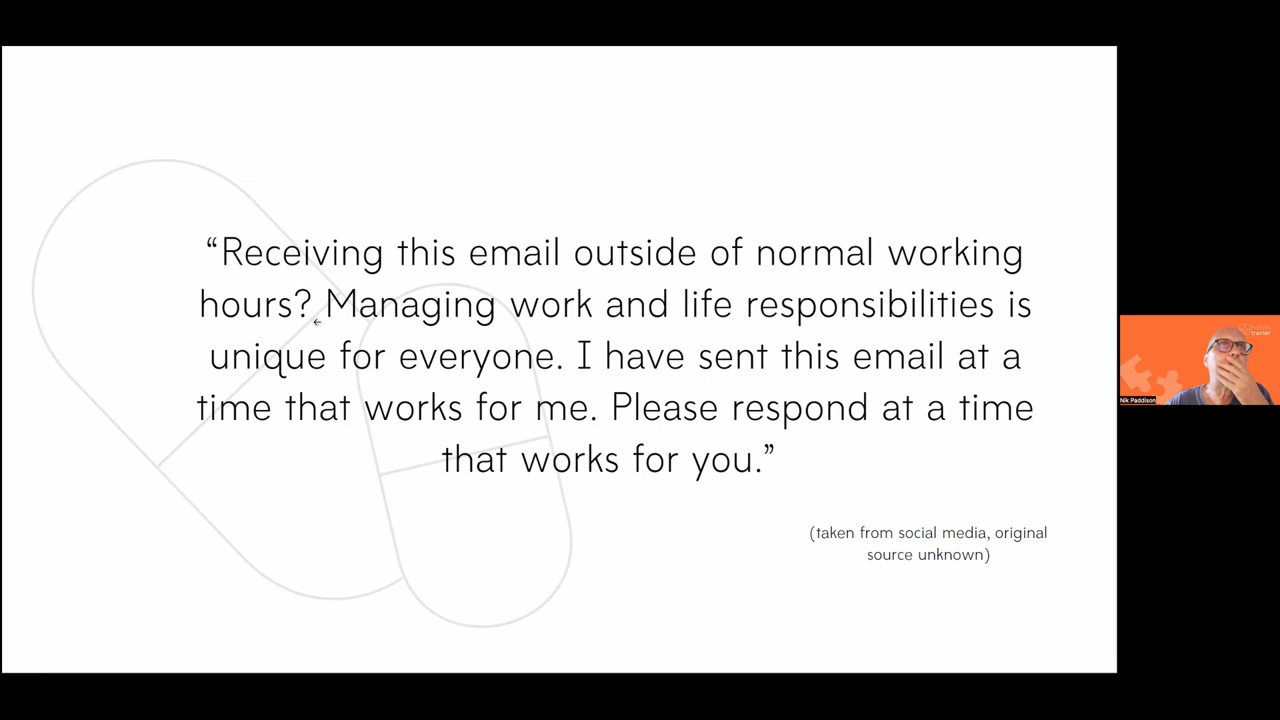 “Receiving this email outside of normal working
hours? Managing work and life responsibilities is
unique for everyone. I have sent this email at a
time that works for me. Please respond at a time
that works for you.”
(taken from social media, original
source unknown)
trainer
Nik Paddison